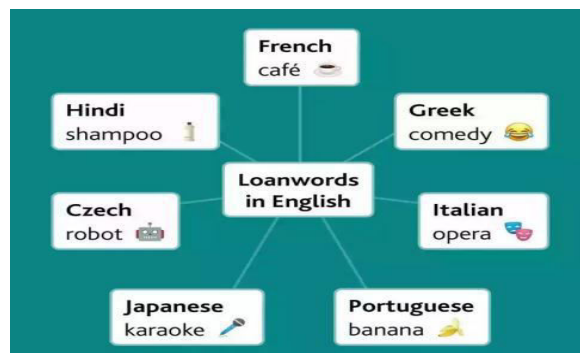 French
café
Hindi
shampoo
Greek
comedy
Loanwords
in English
Czech
robot
Italian
opera
Japanese
karaoke
Portuguese
banana